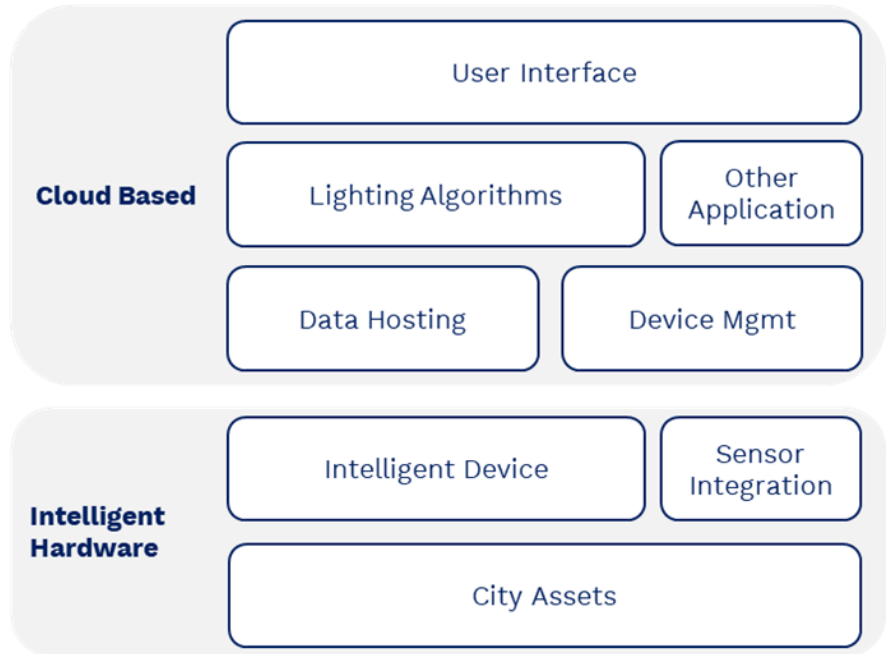 User Interface
Cloud Based
Lighting Algorithms
Other
Application
Data Hosting
Device Mgmt
Intelligent
Hardware
Intelligent Device
Sensor
Integration
City Assets